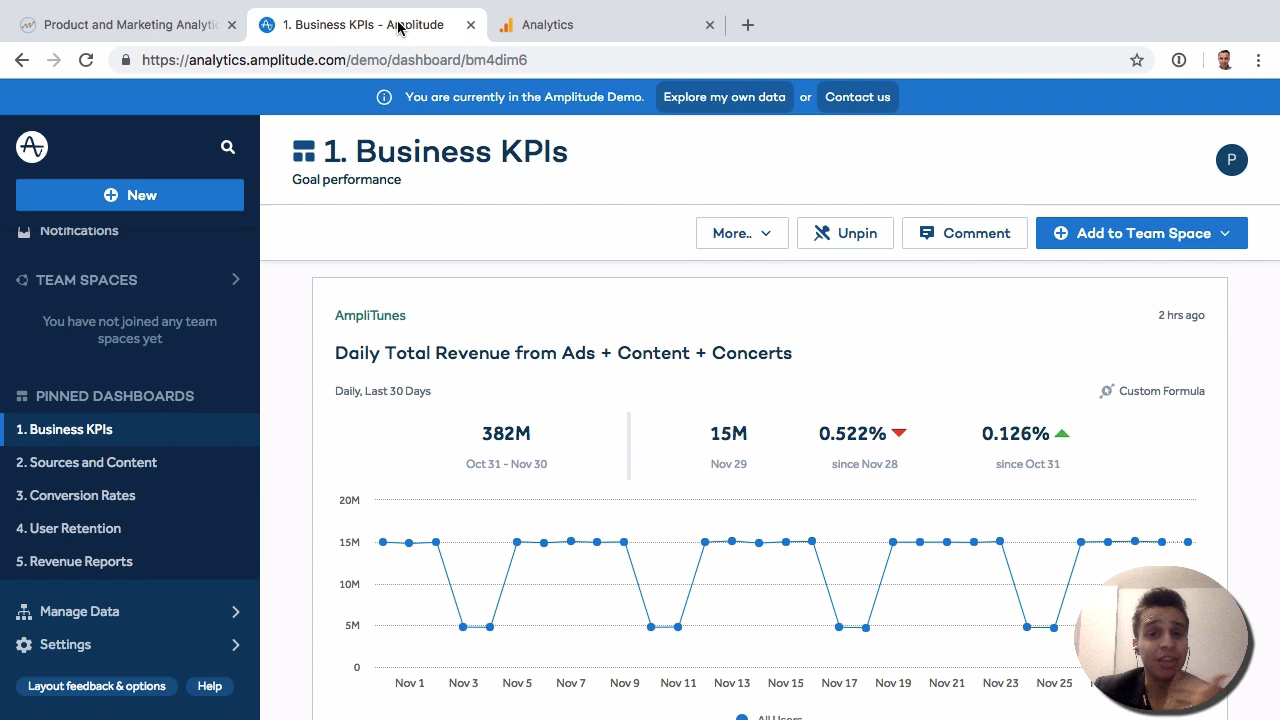 Product and Marketing Analytic
1. Business KPIs - Amplitude
Analytics
https://analytics.amplitude.com/demo/dashboard/bm4dim6
You are currently in the Amplitude Demo. Explore my own data or Contact us
New
Notifications
TEAM SPACES
You have not joined any team
spaces yet
PINNED DASHBOARDS
1. Business KPIs
2. Sources and Content
3. Conversion Rates
4. User Retention
5. Revenue Reports
Manage Data
Settings
Layout feedback & options
Help
1. Business KPIs
Goal performance
P
More..
Unpin
Comment
Add to Team Space
AmpliTunes
2 hrs ago
Daily Total Revenue from Ads + Content + Concerts
Daily, Last 30 Days
Custom Formula
382M
Oct 31 - Nov 30
15M
Nov 29
0.522%
since Nov 28
0.126%
since Oct 31
20M
15M
10M
5M
0
Nov 1 Nov 3 Nov 5 Nov 7 Nov 9 Nov 11 Nov 13 Nov 15 Nov 17 Nov 19 Nov 21 Nov 23 Nov 25
All Users